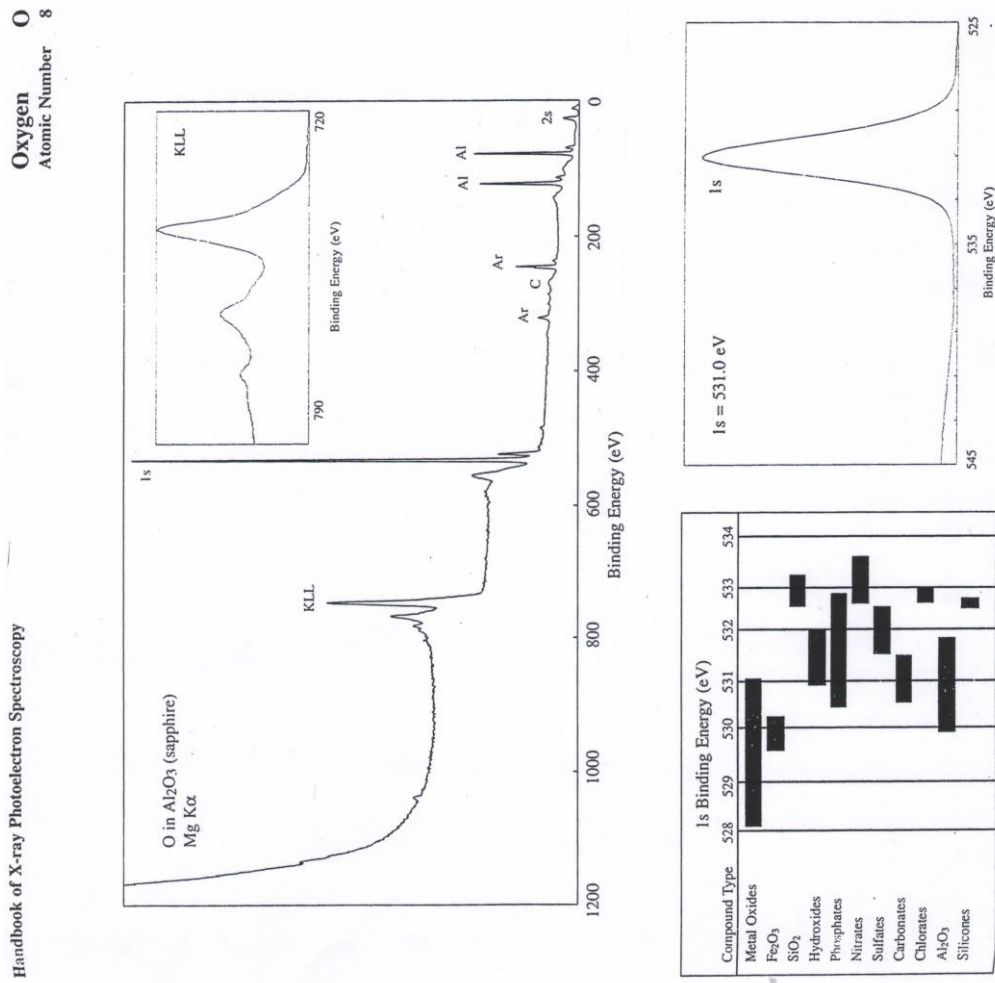 Handbook of X-ray Photoelectron Spectroscopy
Oxygen O
Atomic Number 8
O in Al₂O₃ (sapphire)
Mg Kα
KLL
1s
Ar
C
Ar
Al
Al
2s
1200
1000
800
600
400
200
0
Binding Energy (eV)
KLL
790
720
Binding Energy (eV)
Compound Type
1s Binding Energy (eV)
528
529
530
531
532
533
534
Metal Oxides
Fe₂O₃
SiO₂
Hydroxides
Phosphates
Nitrates
Sulfates
Carbonates
Chlorates
Al₂O₃
Silicones
1s = 531.0 eV
1s
545
535
525
Binding Energy (eV)